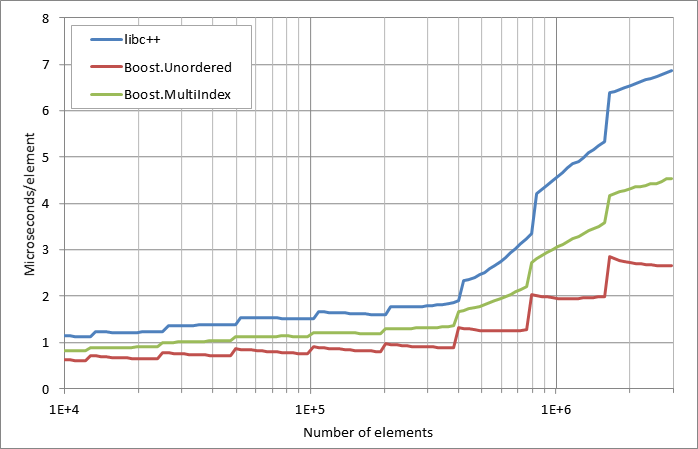 8
7
6
5
4
3
2
1
0
libc++
Boost.Unordered
Boost.MultiIndex
Microseconds/element
1E+4
1E+5
1E+6
Number of elements